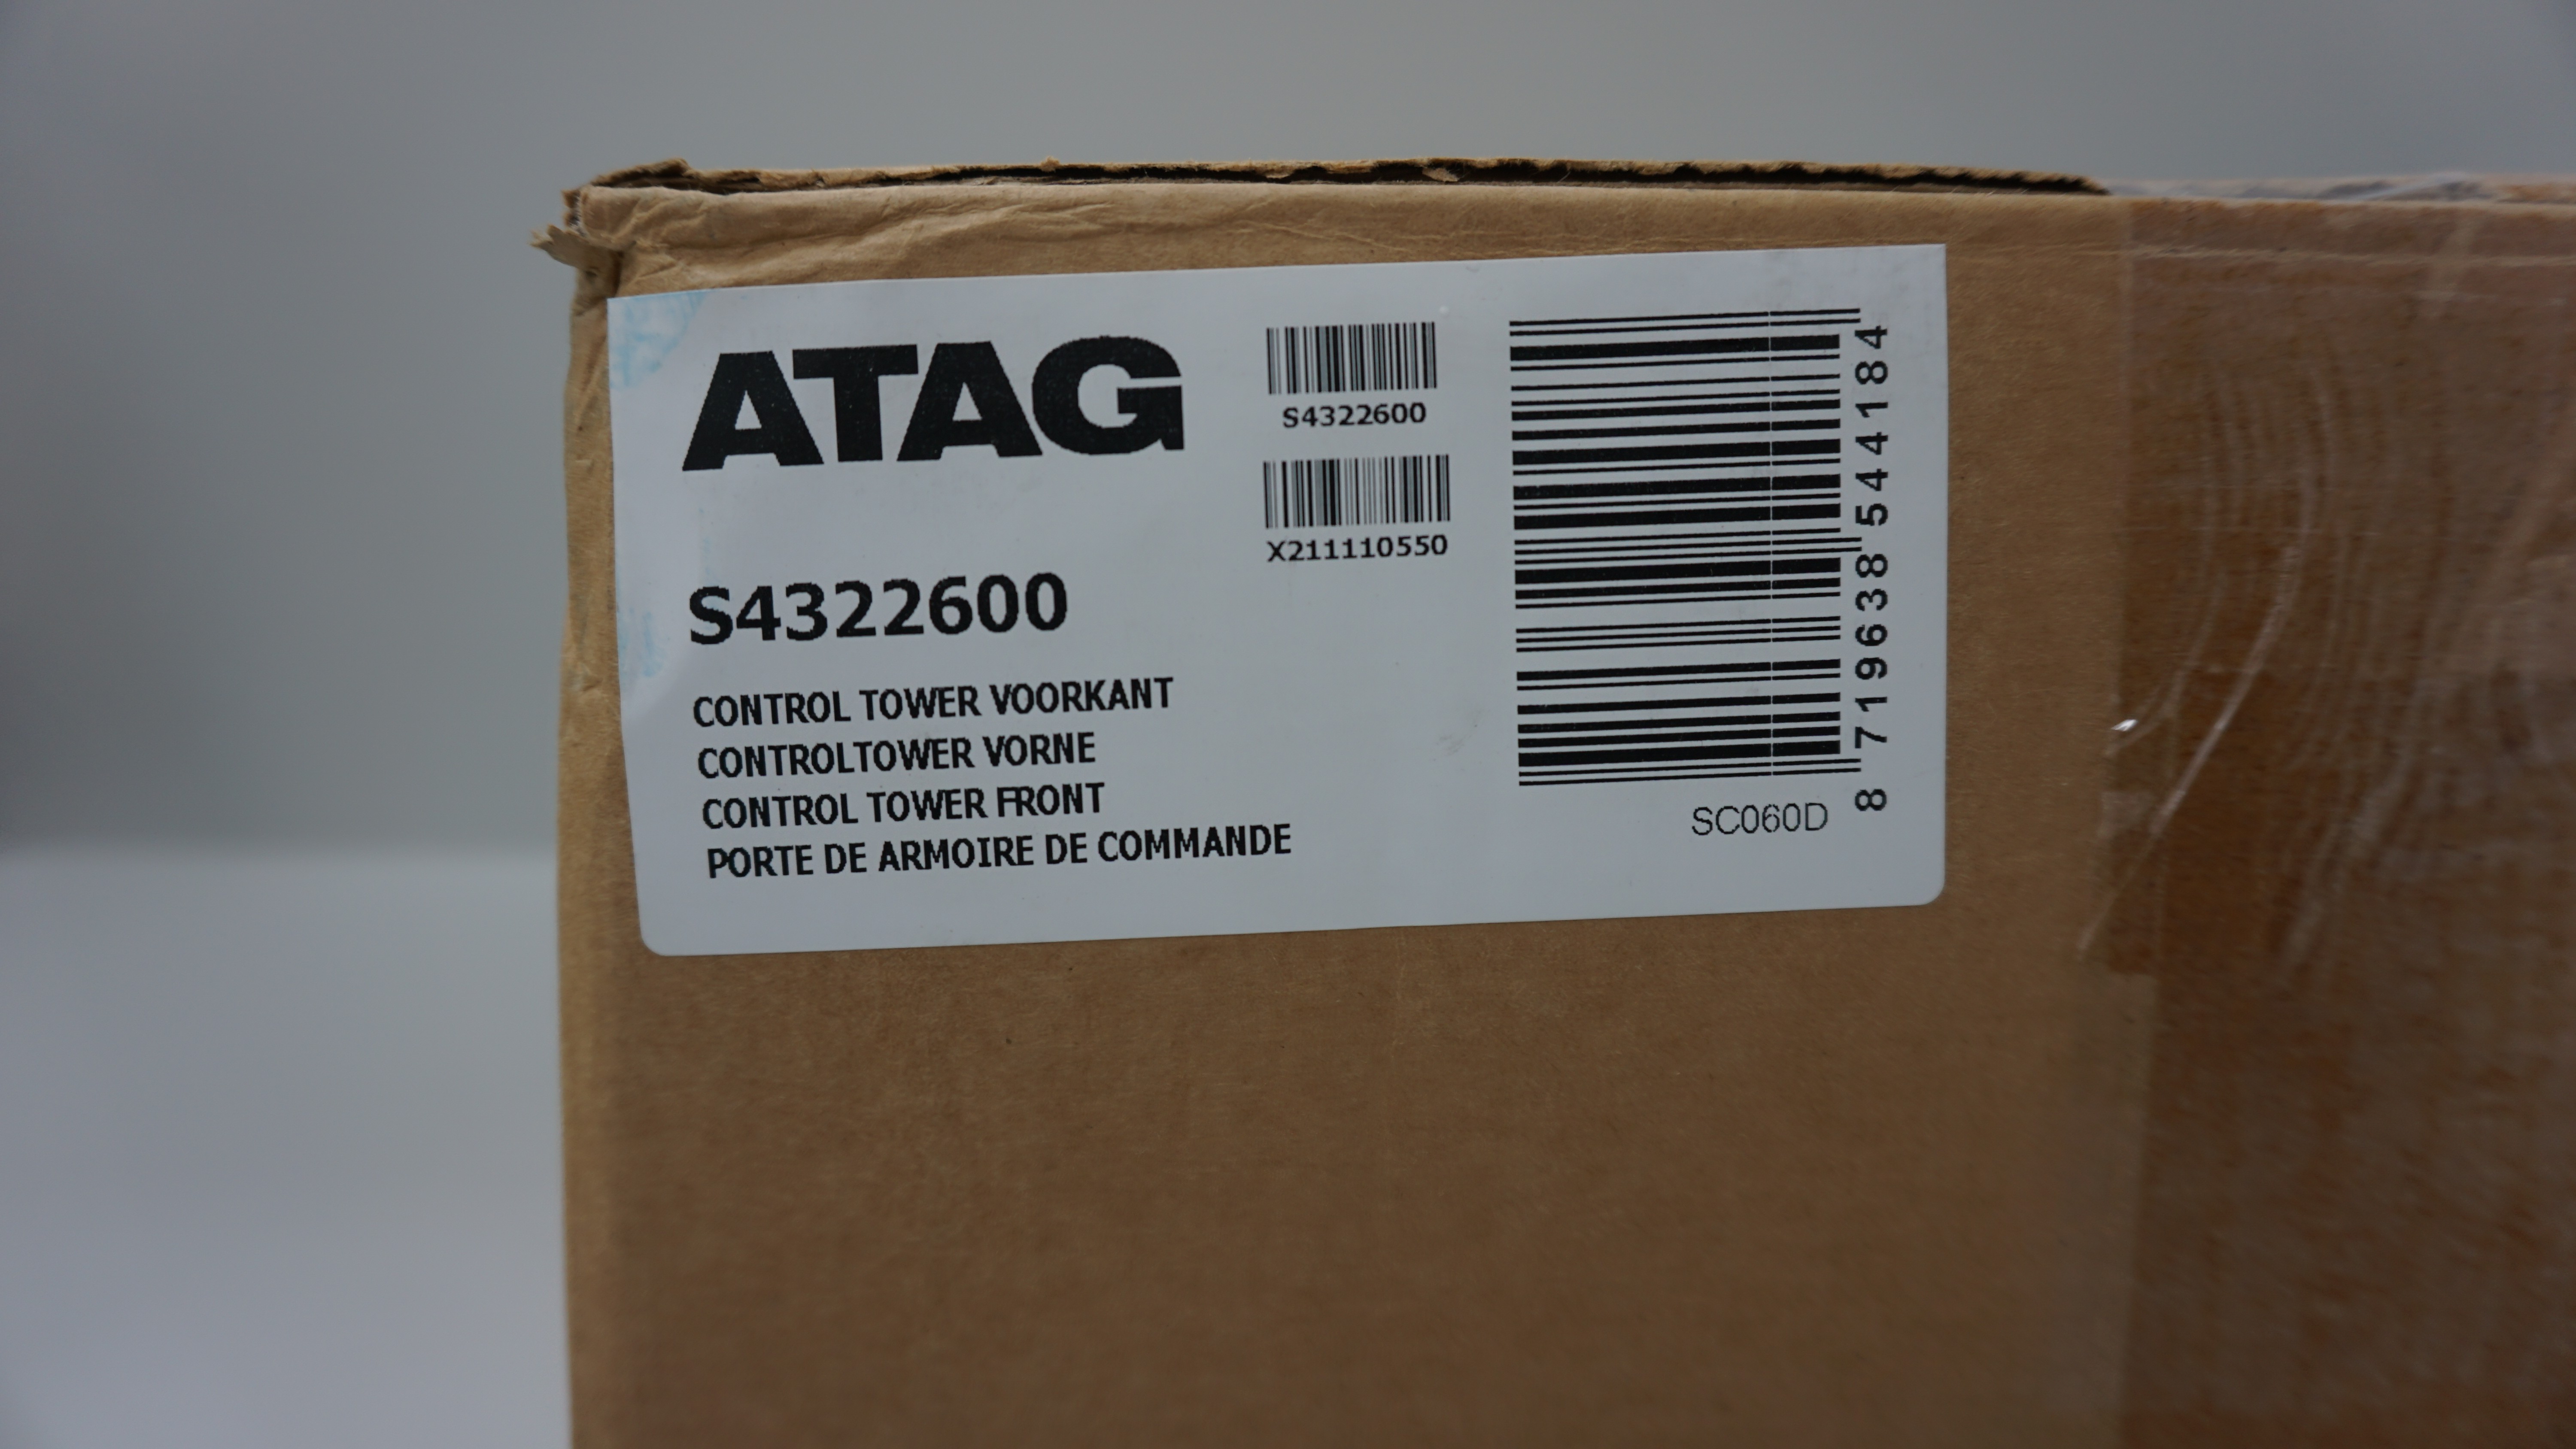 ATAG
S4322600
X211110550
S4322600
CONTROL TOWER VOORKANT
CONTROLTOWER VORNE
CONTROL TOWER FRONT
PORTE DE ARMOIRE DE COMMANDE
8 719638 544184
SC060D